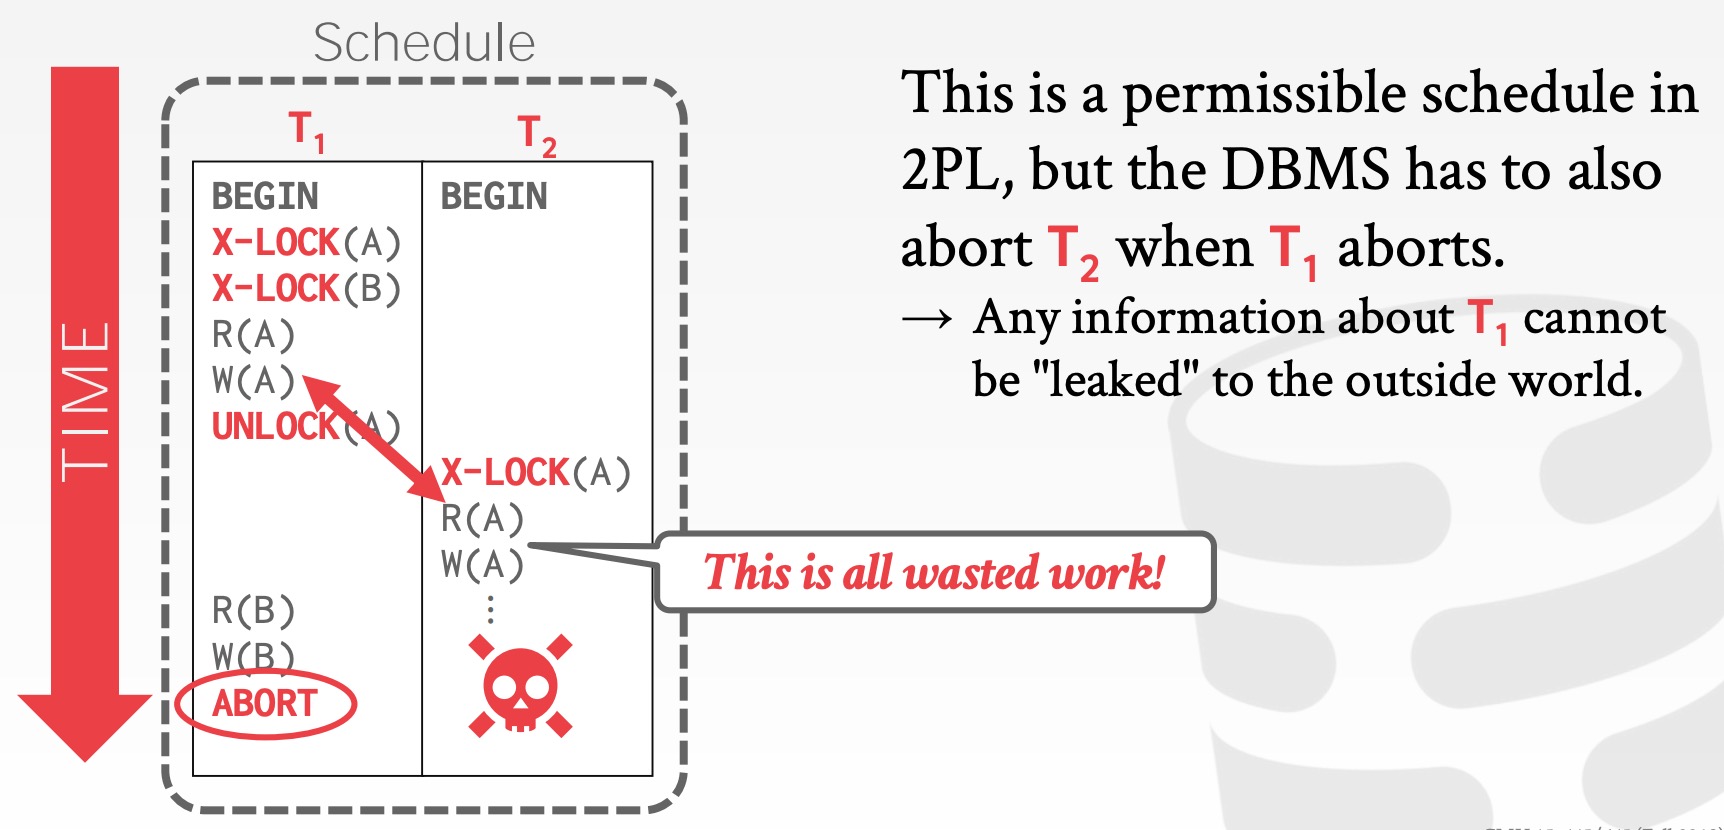 Schedule
TIME
T1 T2
BEGIN BEGIN
X-LOCK(A)
X-LOCK(B)
R(A)
W(A)
UNLOCK(A)
X-LOCK(A)
R(A)
W(A)
⋮
R(B)
W(B)
ABORT
This is all wasted work!
This is a permissible schedule in
2PL, but the DBMS has to also
abort T2 when T1 aborts.
→ Any information about T1 cannot
be "leaked" to the outside world.